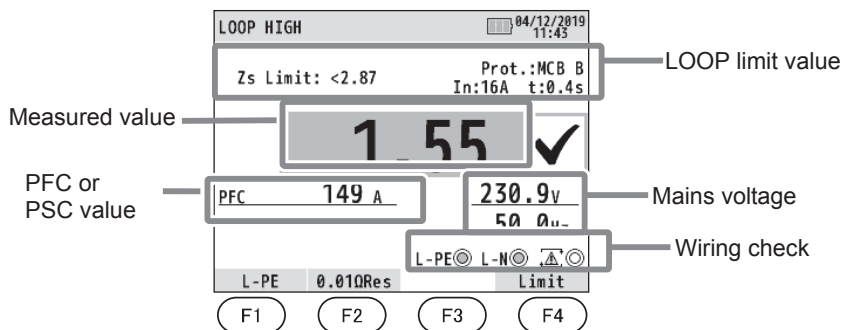 LOOP HIGH
04/12/2019
11:43
Zs Limit: <2.87
Prot.:MCB B
In:16A t:0.4s
LOOP limit value
Measured value
1.55
PFC or
PSC value
PFC 149 A
230.9V
50.0
Mains voltage
Wiring check
L-PE L-N
L-PE 0.01ΩRes Limit
F1 F2 F3 F4